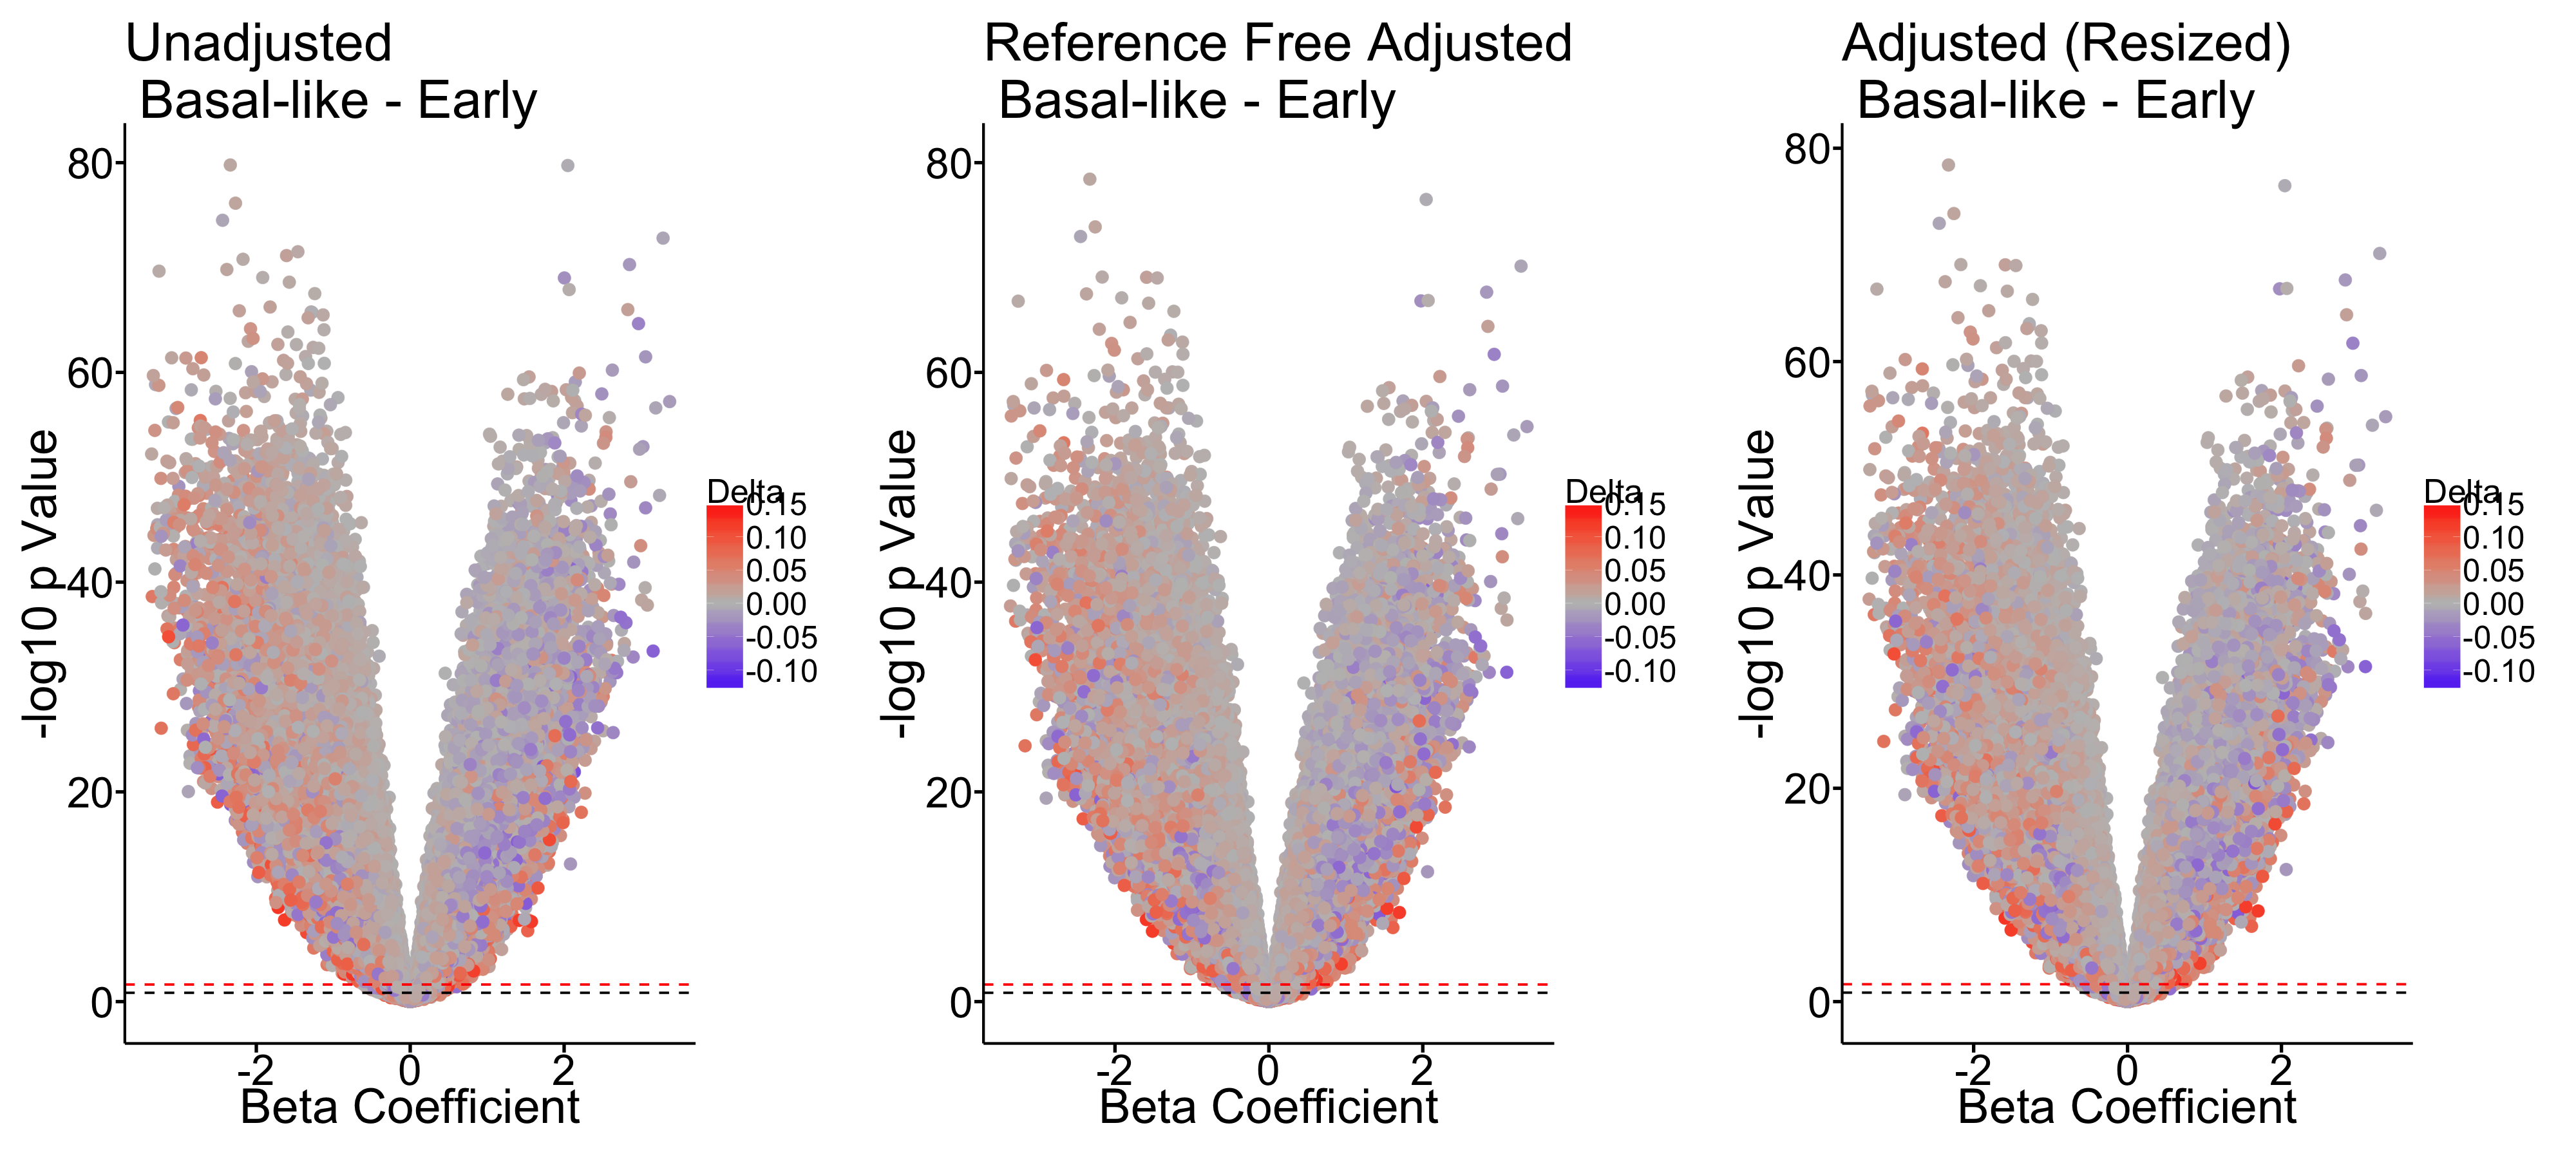 Unadjusted
Basal-like - Early
80
60
40
20
0
-log10 p Value
-2
0
2
Beta Coefficient
Delta
0.15
0.10
0.05
0.00
-0.05
-0.10
Reference Free Adjusted
Basal-like - Early
80
60
40
20
0
-log10 p Value
-2
0
2
Beta Coefficient
Delta
0.15
0.10
0.05
0.00
-0.05
-0.10
Adjusted (Resized)
Basal-like - Early
80
60
40
20
0
-log10 p Value
-2
0
2
Beta Coefficient
Delta
0.15
0.10
0.05
0.00
-0.05
-0.10